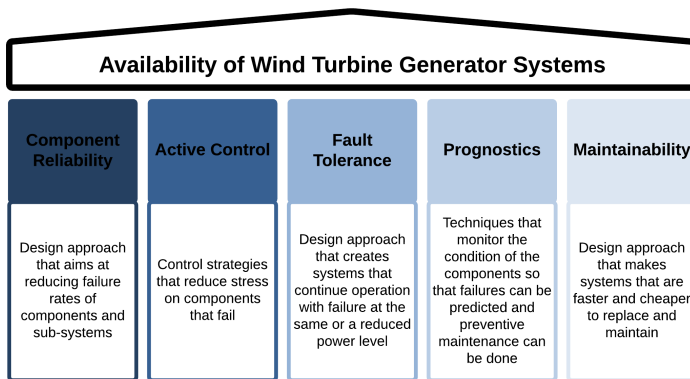 Availability of Wind Turbine Generator Systems
Component
Reliability
Active Control
Fault
Tolerance
Prognostics
Maintainability
Design approach
that aims at
reducing failure
rates of
components and
sub-systems
Control strategies
that reduce stress
on components
that fail
Design approach
that creates
systems that
continue operation
with failure at the
same or a reduced
power level
Techniques that
monitor the
condition of the
components so
that failures can be
predicted and
preventive
maintenance can
be done
Design approach
that makes
systems that are
faster and cheaper
to replace and
maintain